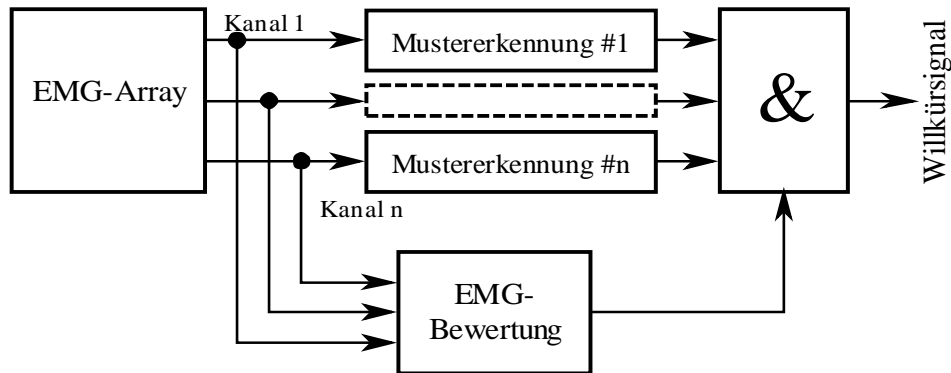 Kanal 1
Mustererkennung #1
EMG-Array
&
Willkürsignal
Mustererkennung #n
Kanal n
EMG-
Bewertung